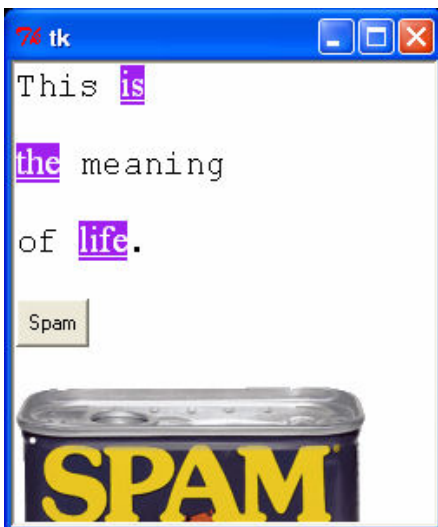 tk
This is
the meaning
of life.
Spam
SPAM